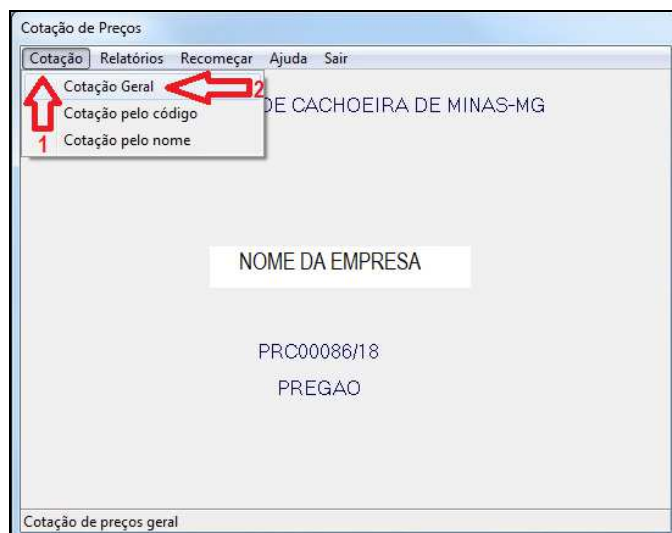 Cotação de Preços
Cotação Relatórios Recomeçar Ajuda Sair
Cotação Geral 2
DE CACHOEIRA DE MINAS-MG
Cotação pelo código
1 Cotação pelo nome
NOME DA EMPRESA
PRC00086/18
PREGAO
Cotação de preços geral